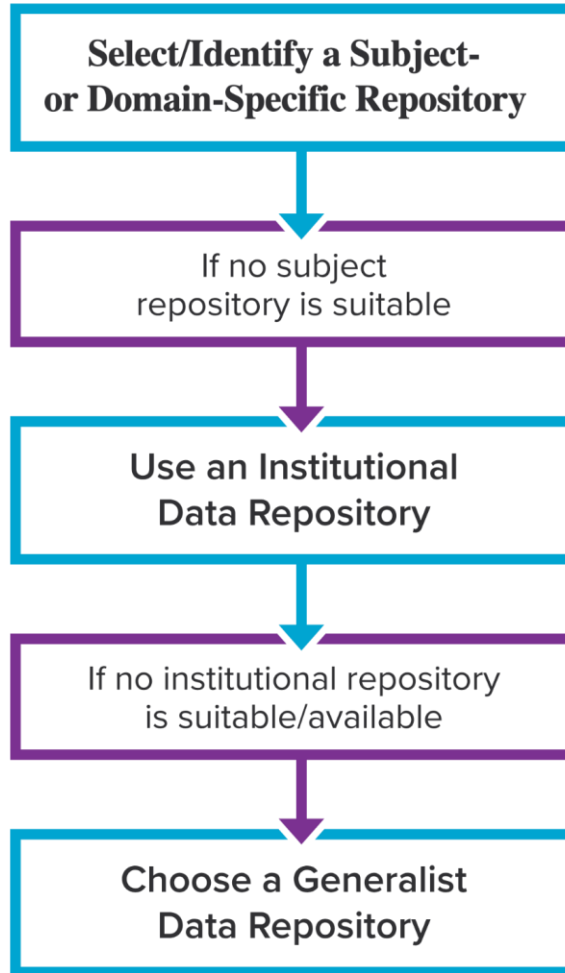 Select/Identify a Subject-
or Domain-Specific Repository
If no subject
repository is suitable
Use an Institutional
Data Repository
If no institutional repository
is suitable/available
Choose a Generalist
Data Repository